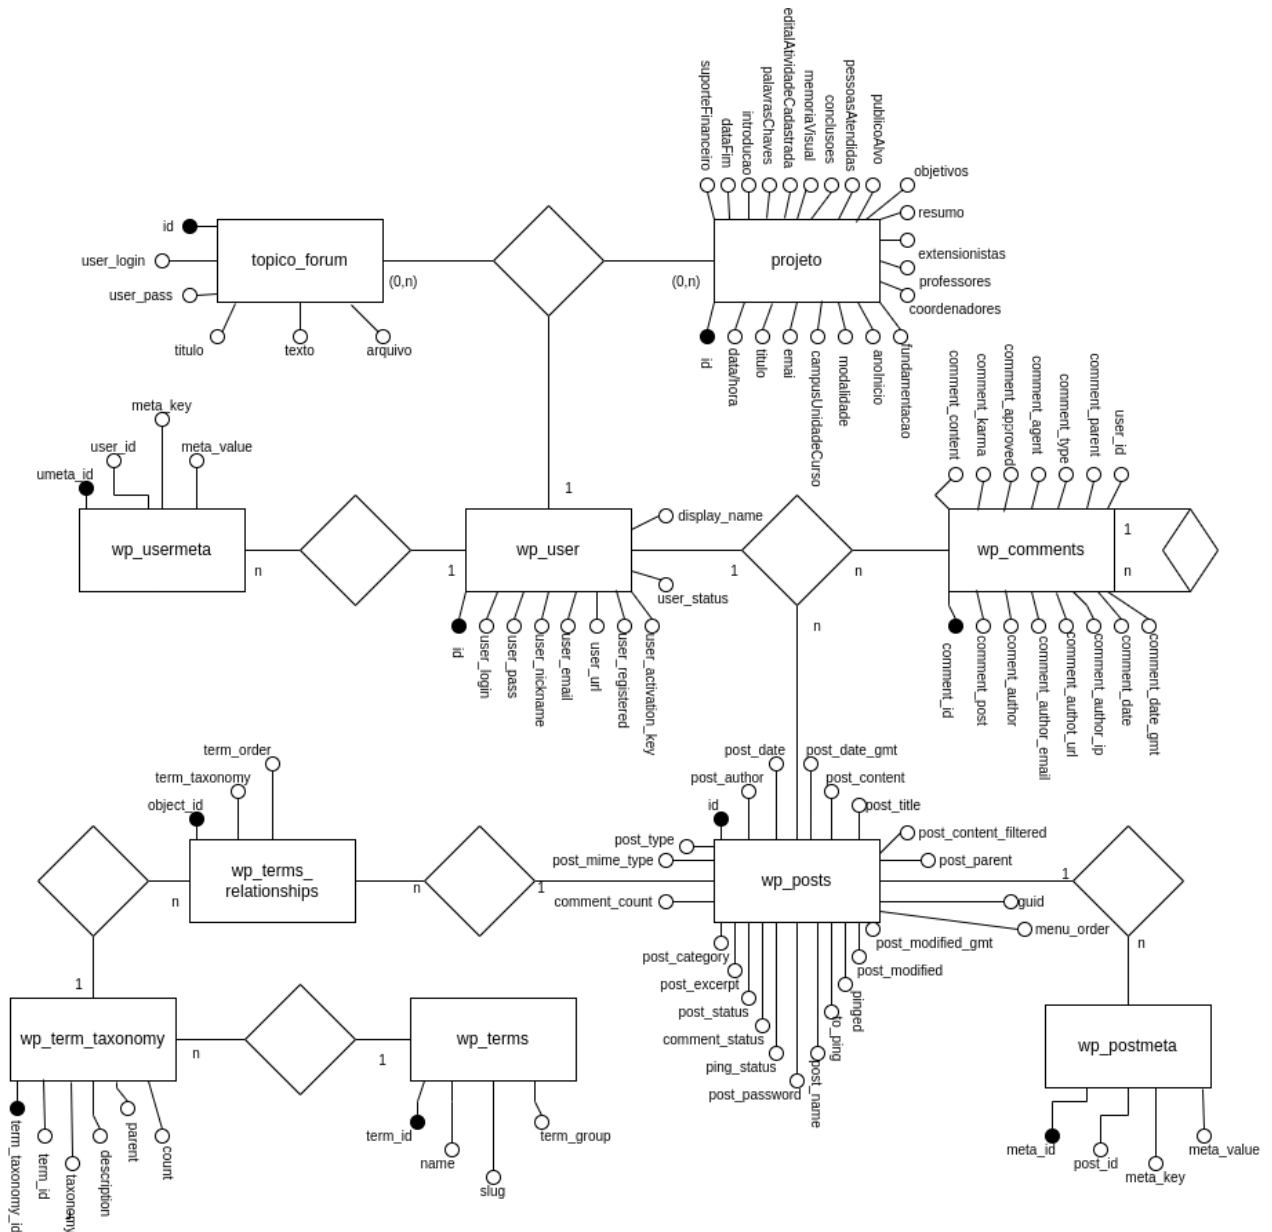 editalAtividadeCadastrada
pessoasAtendidas
suporteFinanceiro
palavrasChaves
memoriaVisual
conclusoes
publicoAlvo
introducao
dataFim
objetivos
resumo
extensionistas
professores
coordenadores
id
user_login
user_pass
topico_forum
titulo
texto
arquivo
(0,n)
(0,n)
projeto
id
data/hora
titulo
emai
campusUnidadeCurso
modalidade
anoInicio
fundamentacao
meta_key
user_id
meta_value
umeta_id
wp_usermeta
n
1
1
wp_user
display_name
user_status
1
n
n
id
user_login
user_pass
user_nickname
user_email
user_url
user_registered
user_activation_key
comment_content
comment_karma
comment_approved
comment_agent
comment_type
comment_parent
user_id
wp_comments
1
n
comment_id
comment_post
coment_author
comment_author_email
comment_authot_url
comment_author_ip
comment_date
comment_date_gmt
term_order
term_taxonomy
object_id
wp_terms_
relationships
n
n
1
post_date
post_date_gmt
post_author
post_content
id
post_title
post_type
post_content_filtered
post_mime_type
post_parent
wp_posts
comment_count
guid
menu_order
1
n
post_category
post_modified_gmt
post_excerpt
post_modified
post_status
pinged
comment_status
to_ping
ping_status
post_name
post_password
1
wp_term_taxonomy
n
1
wp_terms
term_taxonomy_id
term_id
taxonomy
description
parent
count
term_id
name
slug
term_group
wp_postmeta
meta_id
post_id
meta_key
meta_value